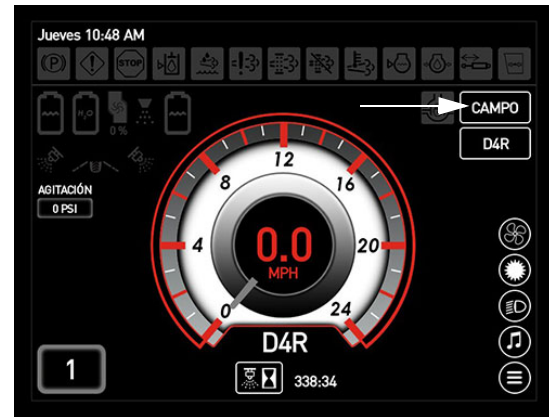 Jueves 10:48 AM
(P)
STOP
H₂O
0 %
CAMPO
D4R
AGITACIÓN
0 PSI
0
4
8
12
16
20
24
0.0
MPH
D4R
338:34
1